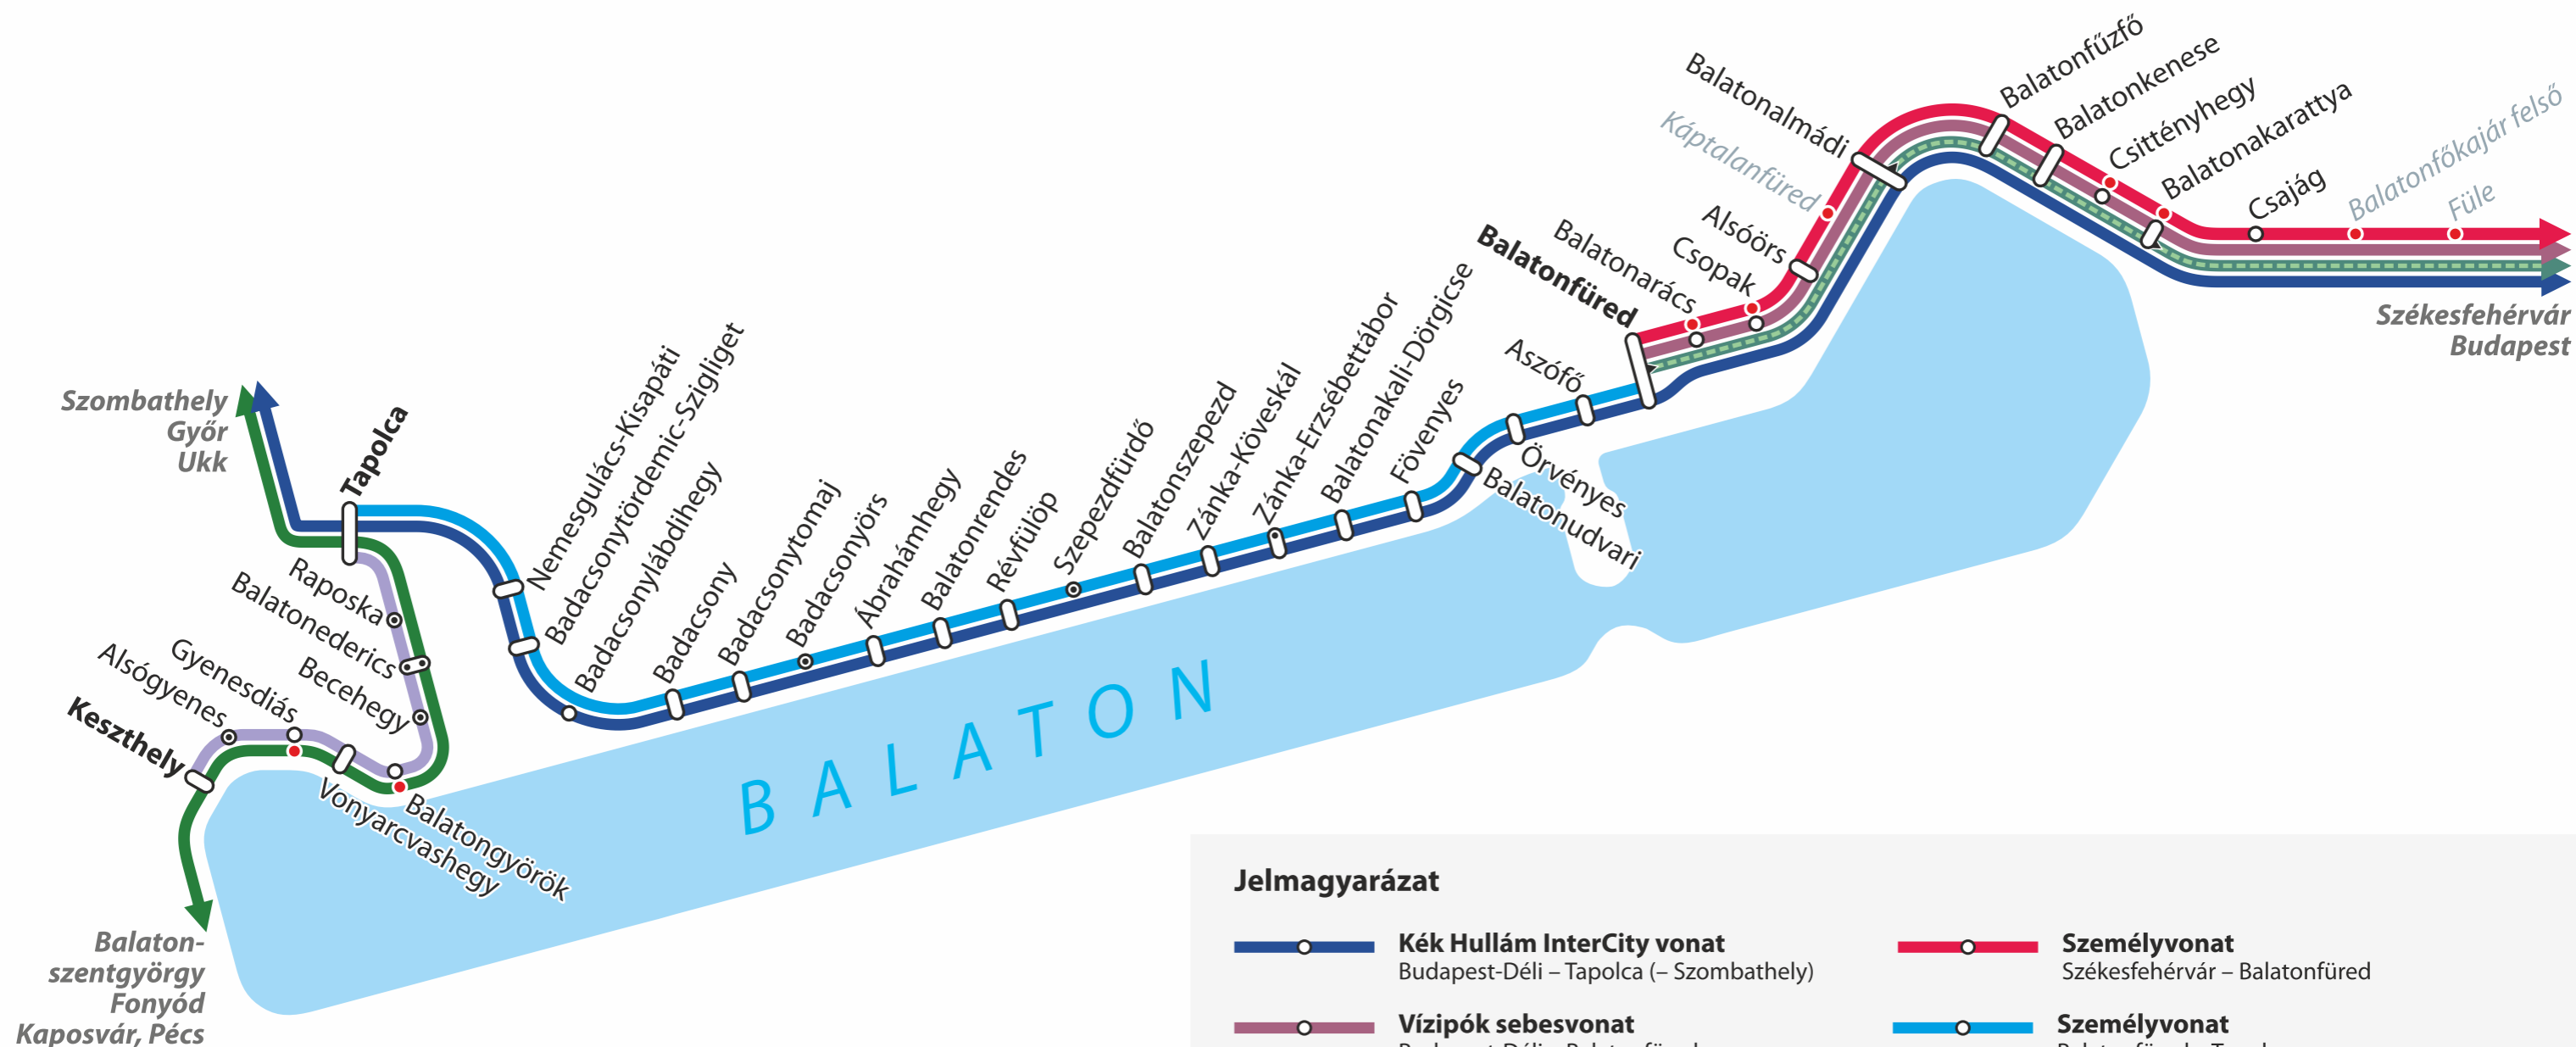 Szombathely
Győr
Ukk
Tapolca
Raposka
Balatonederics
Becehegy
Gyenesdiás
Alsógyenes
Keszthely
Vonyarcvashegy
Balatongyörök
Balaton-
szentgyörgy
Fonyód
Kaposvár, Pécs
Nemesgulács-Kisapáti
Badacsonytördemic-Szigliget
Badacsonylábdihegy
Badacsony
Badacsonytomaj
Badacsonyörs
Ábrahámhegy
Balatonrendes
Révfülöp
Szepezdfürdő
Balatonszepezd
Zánka-Köveskál
Zánka-Erzsébettábor
Balatonakali-Dörgicse
Fövenyes
Balatonudvari
Örvényes
Aszófő
Balatonfüred
Balatonarács
Csopak
Alsóörs
Káptalanfüred
Balatonalmádi
Balatonfűzfő
Balatonkenese
Csittényhegy
Balatonakarattya
Csajág
Balatonfőkajár felső
Füle
Székesfehérvár
Budapest
BALATON
Jelmagyarázat
Kék Hullám InterCity vonat
Budapest-Déli – Tapolca (– Szombathely)
Vízipók sebesvonat
Személyvonat
Székesfehérvár – Balatonfüred
Személyvonat